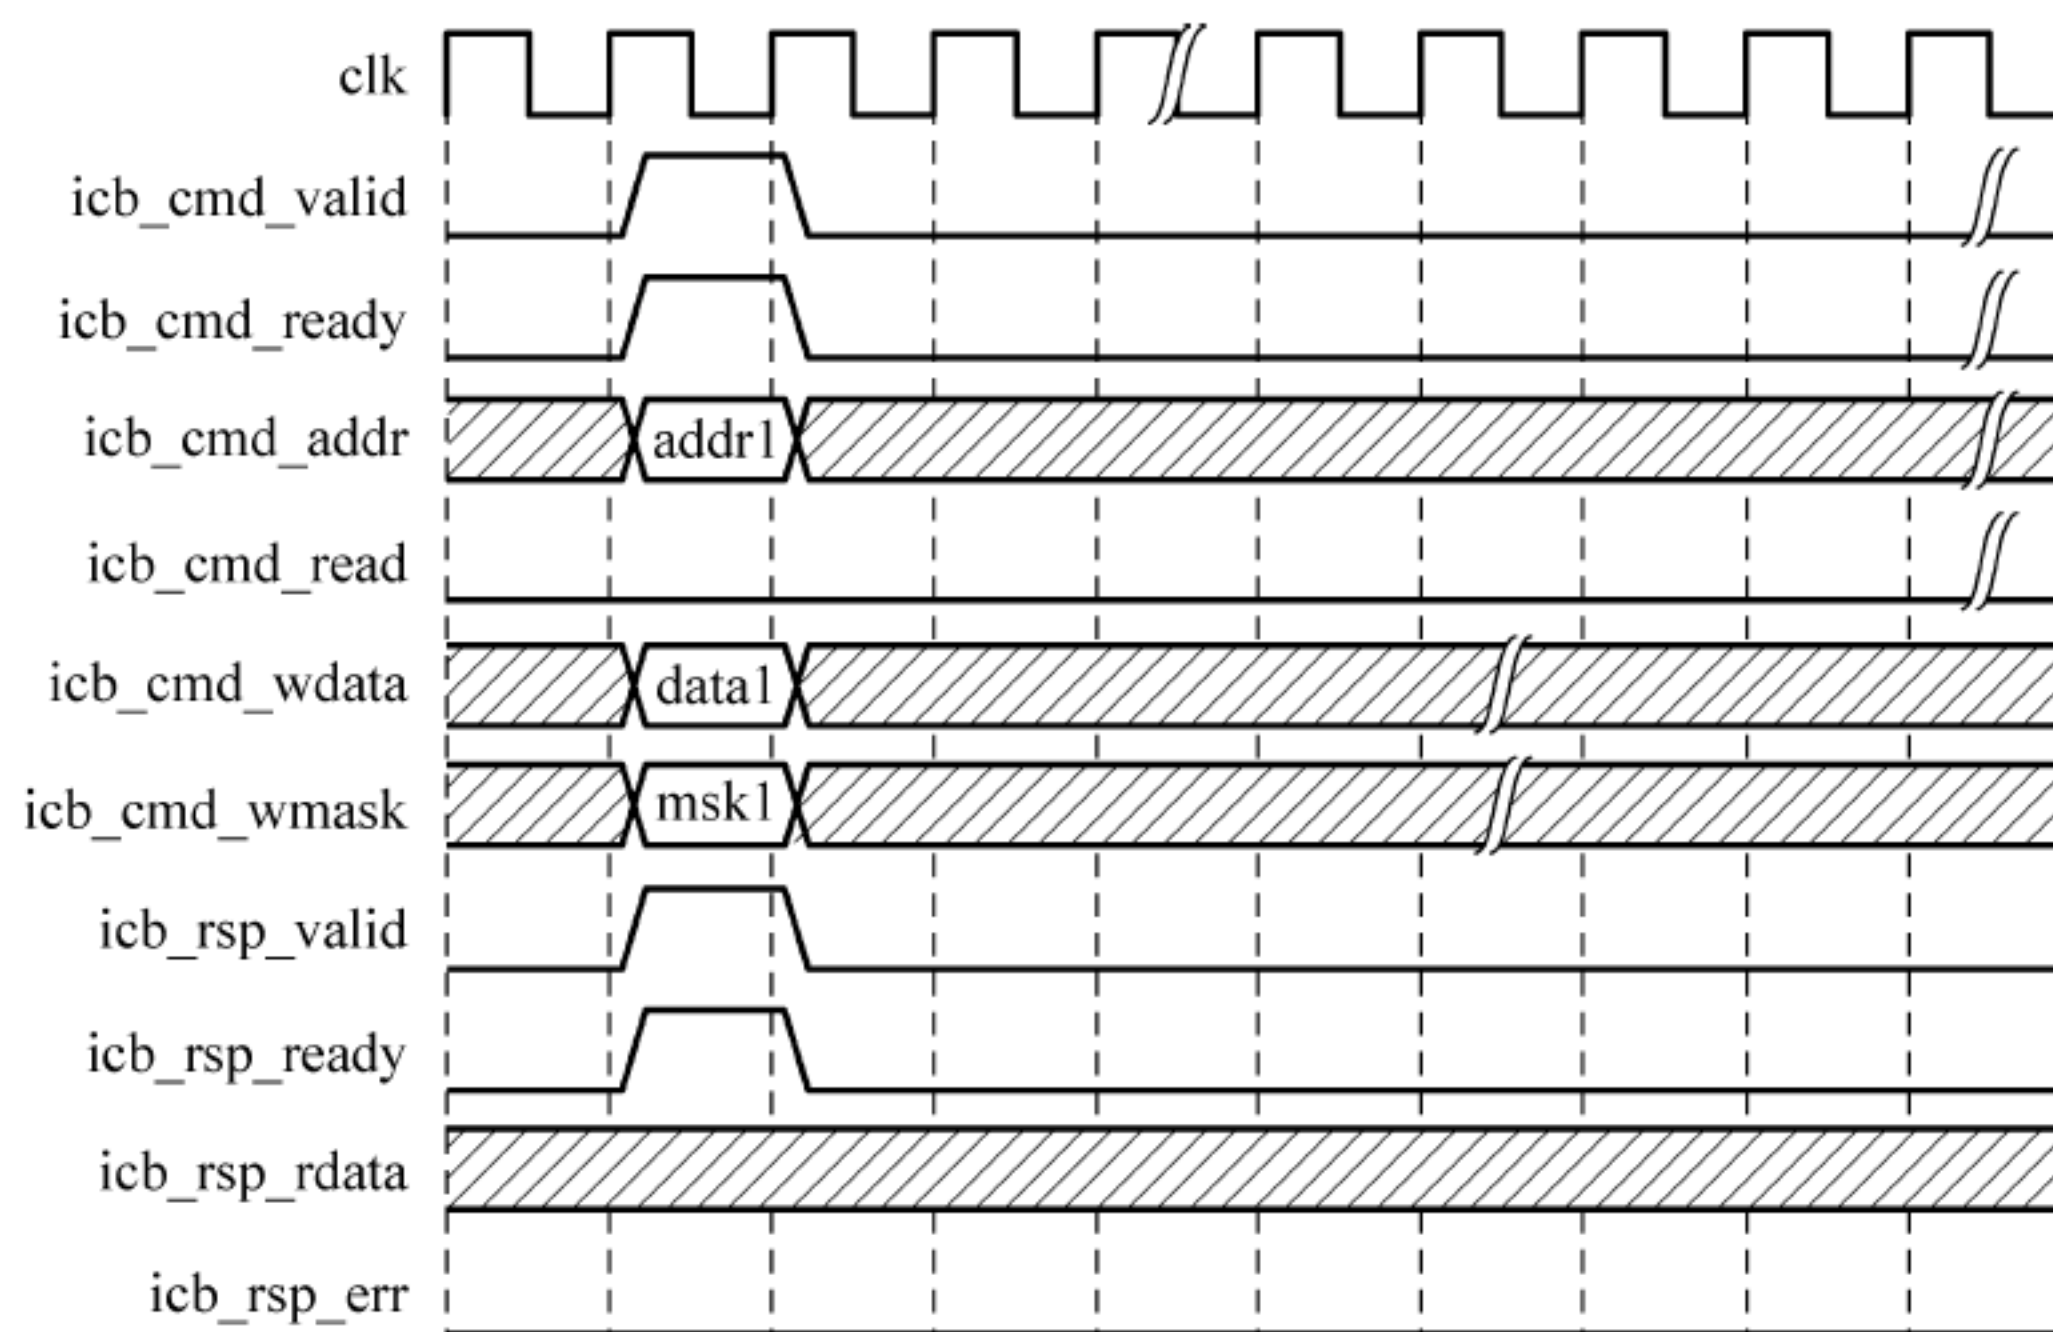 clk
icb_cmd_valid
icb_cmd_ready
icb_cmd_addr addr1
icb_cmd_read
icb_cmd_wdata data1
icb_cmd_wmask msk1
icb_rsp_valid
icb_rsp_ready
icb_rsp_rdata
icb_rsp_err